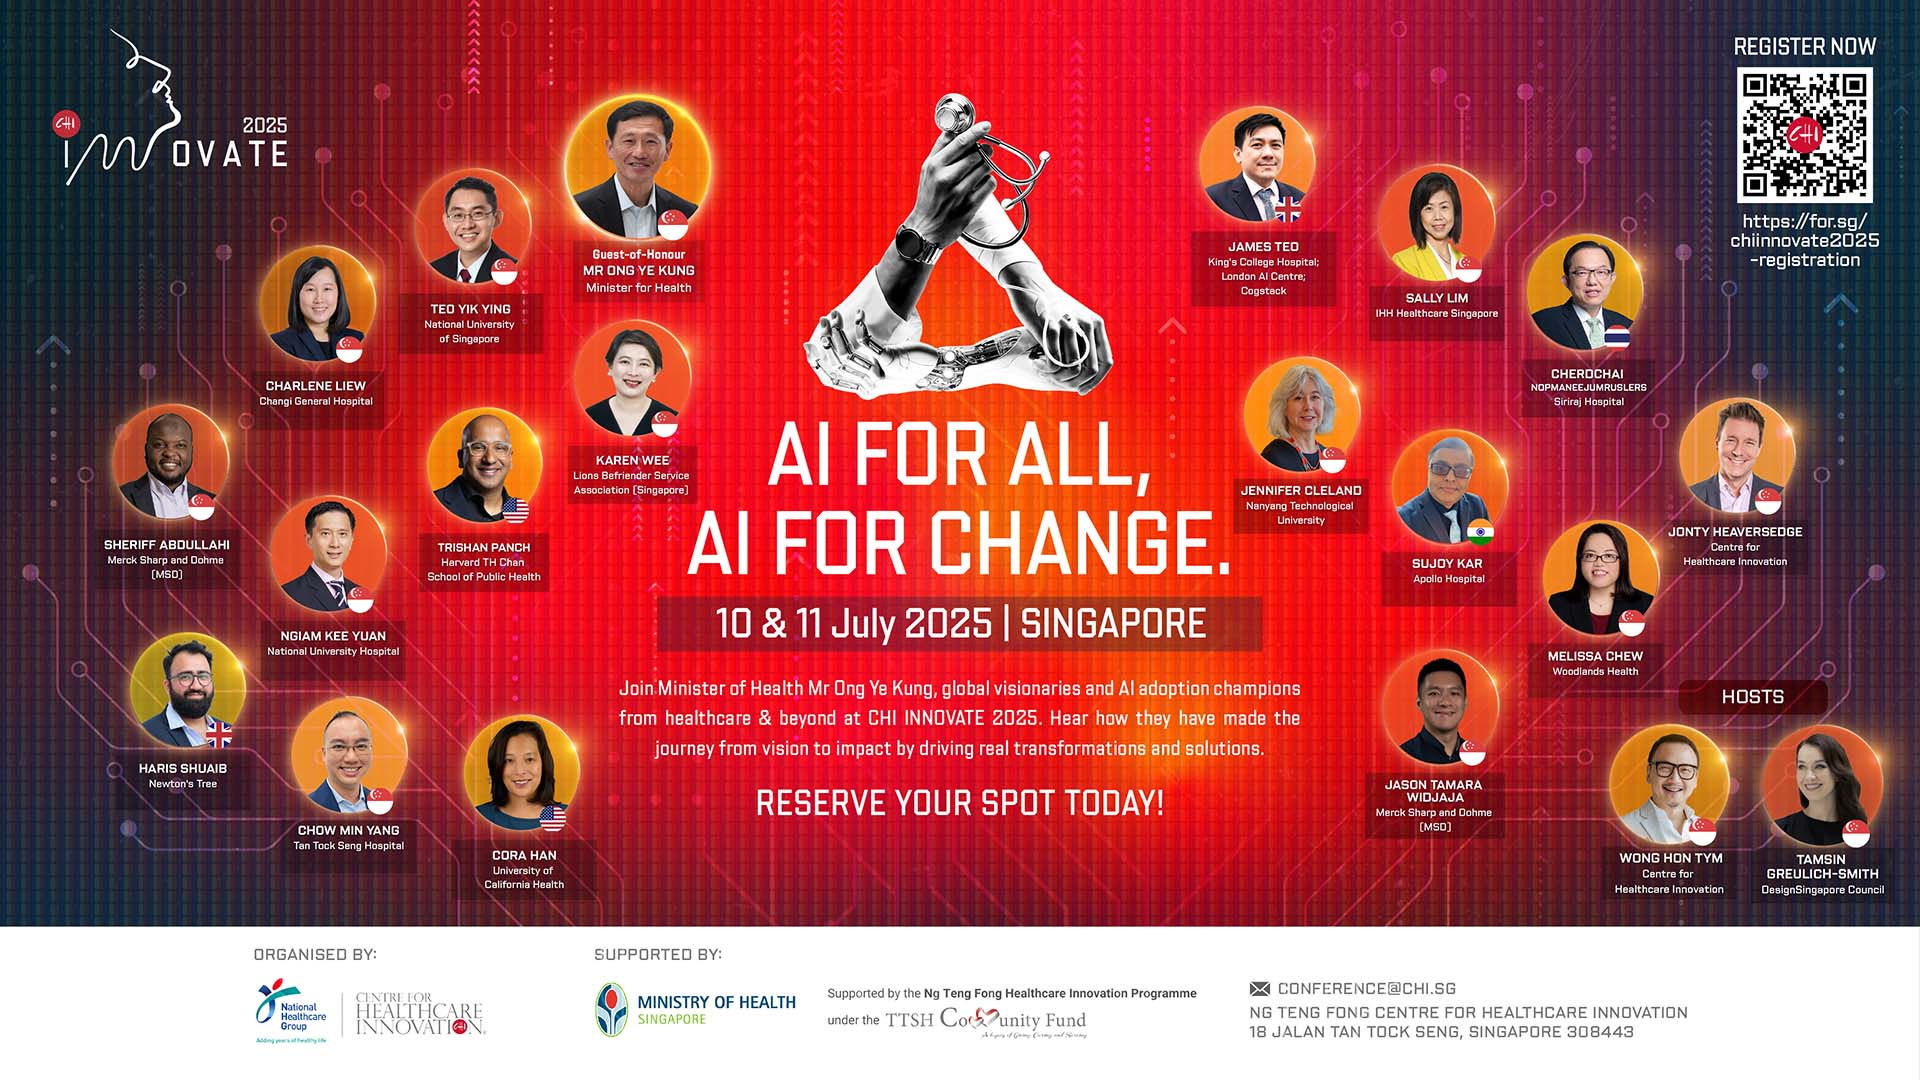 CHI
2025
INNOVATE
REGISTER NOW
CHI
https://for.sg/
chiinnovate2025
-registration
Guest-of-Honour
MR ONG YE KUNG
Minister for Health
TEO YIK YING
National University
of Singapore
CHARLENE LIEW
Changi General Hospital
KAREN WEE
Lions Befriender Service
Association (Singapore)
SHERIFF ABDULLAHI
Merck Sharp and Dohme
(MSD)
TRISHAN PANCH
Harvard TH Chan
School of Public Health
NGIAM KEE YUAN
National University Hospital
HARIS SHUAIB
Newton's Tree
CHOW MIN YANG
Tan Tock Seng Hospital
CORA HAN
University of
California Health
AI FOR ALL,
AI FOR CHANGE.
10 & 11 July 2025 | SINGAPORE
Join Minister of Health Mr Ong Ye Kung, global visionaries and AI adoption champions
from healthcare & beyond at CHI INNOVATE 2025. Hear how they have made the
journey from vision to impact by driving real transformations and solutions.
RESERVE YOUR SPOT TODAY!
JAMES TEO
King's College Hospital;
London AI Centre;
Cogstack
SALLY LIM
IHH Healthcare Singapore
CHERDCHAI
NOPMANEEJUMRUSLERS
Siriraj Hospital
JENNIFER CLELAND
Nanyang Technological
University
SUJOY KAR
Apollo Hospital
JONTY HEAVERSEDGE
Centre for
Healthcare Innovation
MELISSA CHEW
Woodlands Health
JASON TAMARA
WIDJAJA
Merck Sharp and Dohme
(MSD)
HOSTS
WONG HON TYM
Centre for
Healthcare Innovation
TAMSIN
GREULICH-SMITH
DesignSingapore Council
ORGANISED BY:
National
Healthcare
Group
Adding years of healthy life
CENTRE FOR
HEALTHCARE
INNOVATION
SUPPORTED BY:
MINISTRY OF HEALTH
SINGAPORE
Supported by the Ng Teng Fong Healthcare Innovation Programme
under the TTSH Community Fund
A Legacy of Giving, Caring and Sharing
CONFERENCE@CHI.SG
NG TENG FONG CENTRE FOR HEALTHCARE INNOVATION
18 JALAN TAN TOCK SENG, SINGAPORE 308443